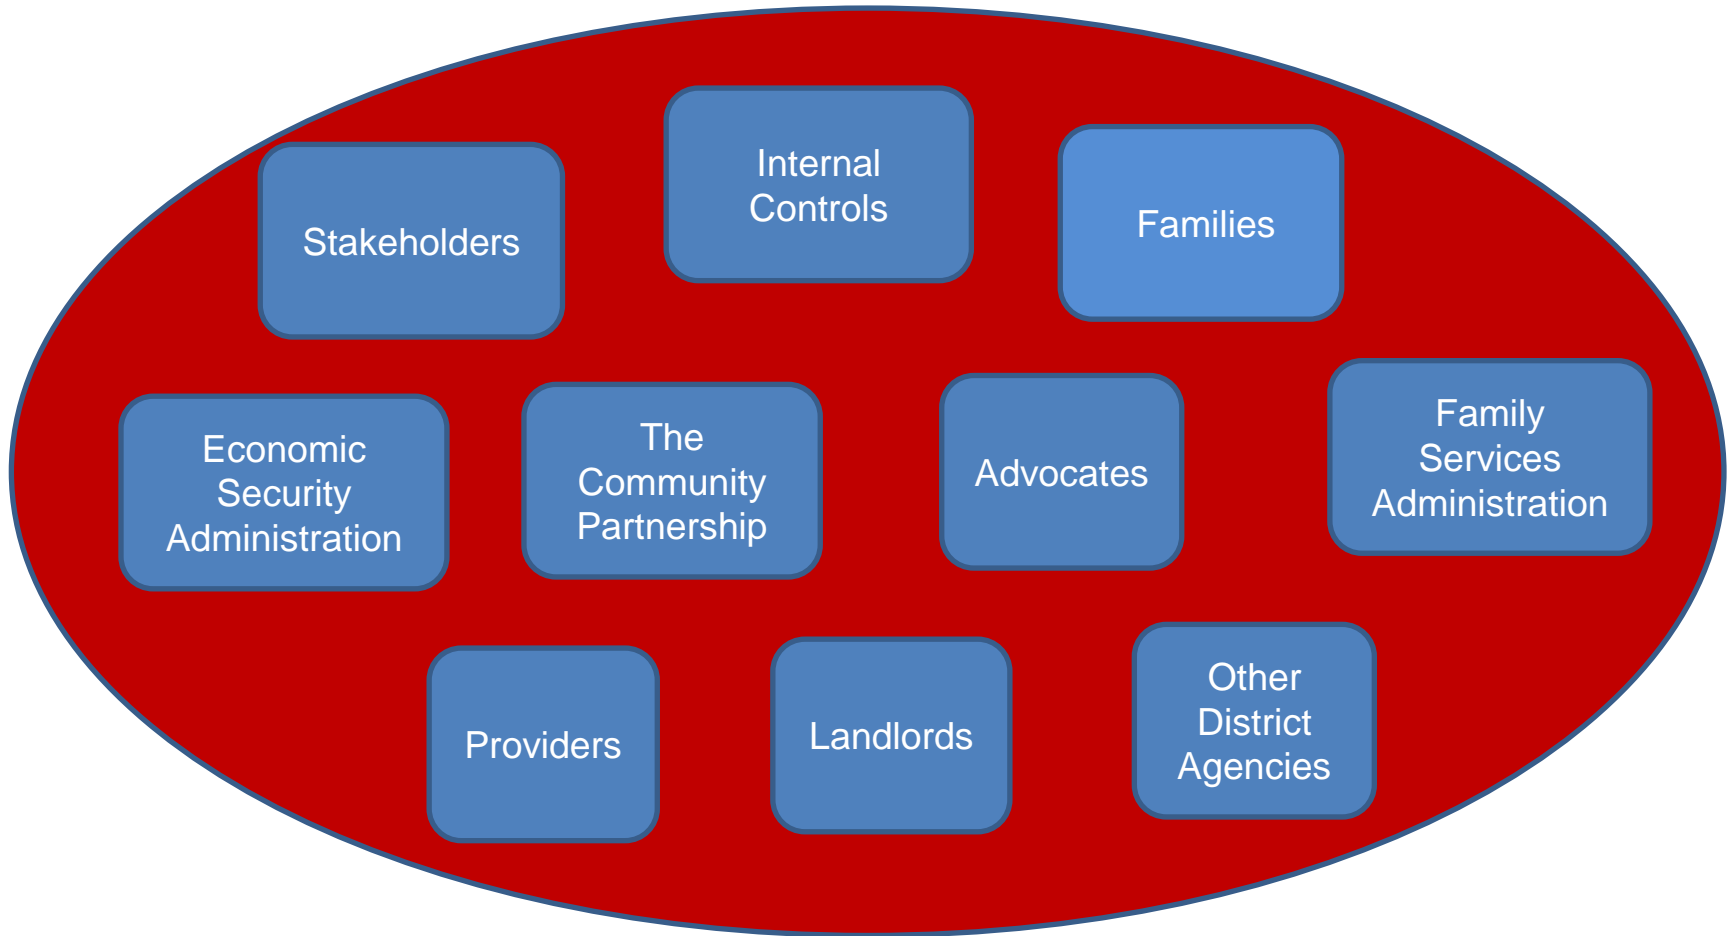 Stakeholders
Internal
Controls
Families
Economic
Security
Administration
The
Community
Partnership
Advocates
Family
Services
Administration
Providers
Landlords
Other
District
Agencies